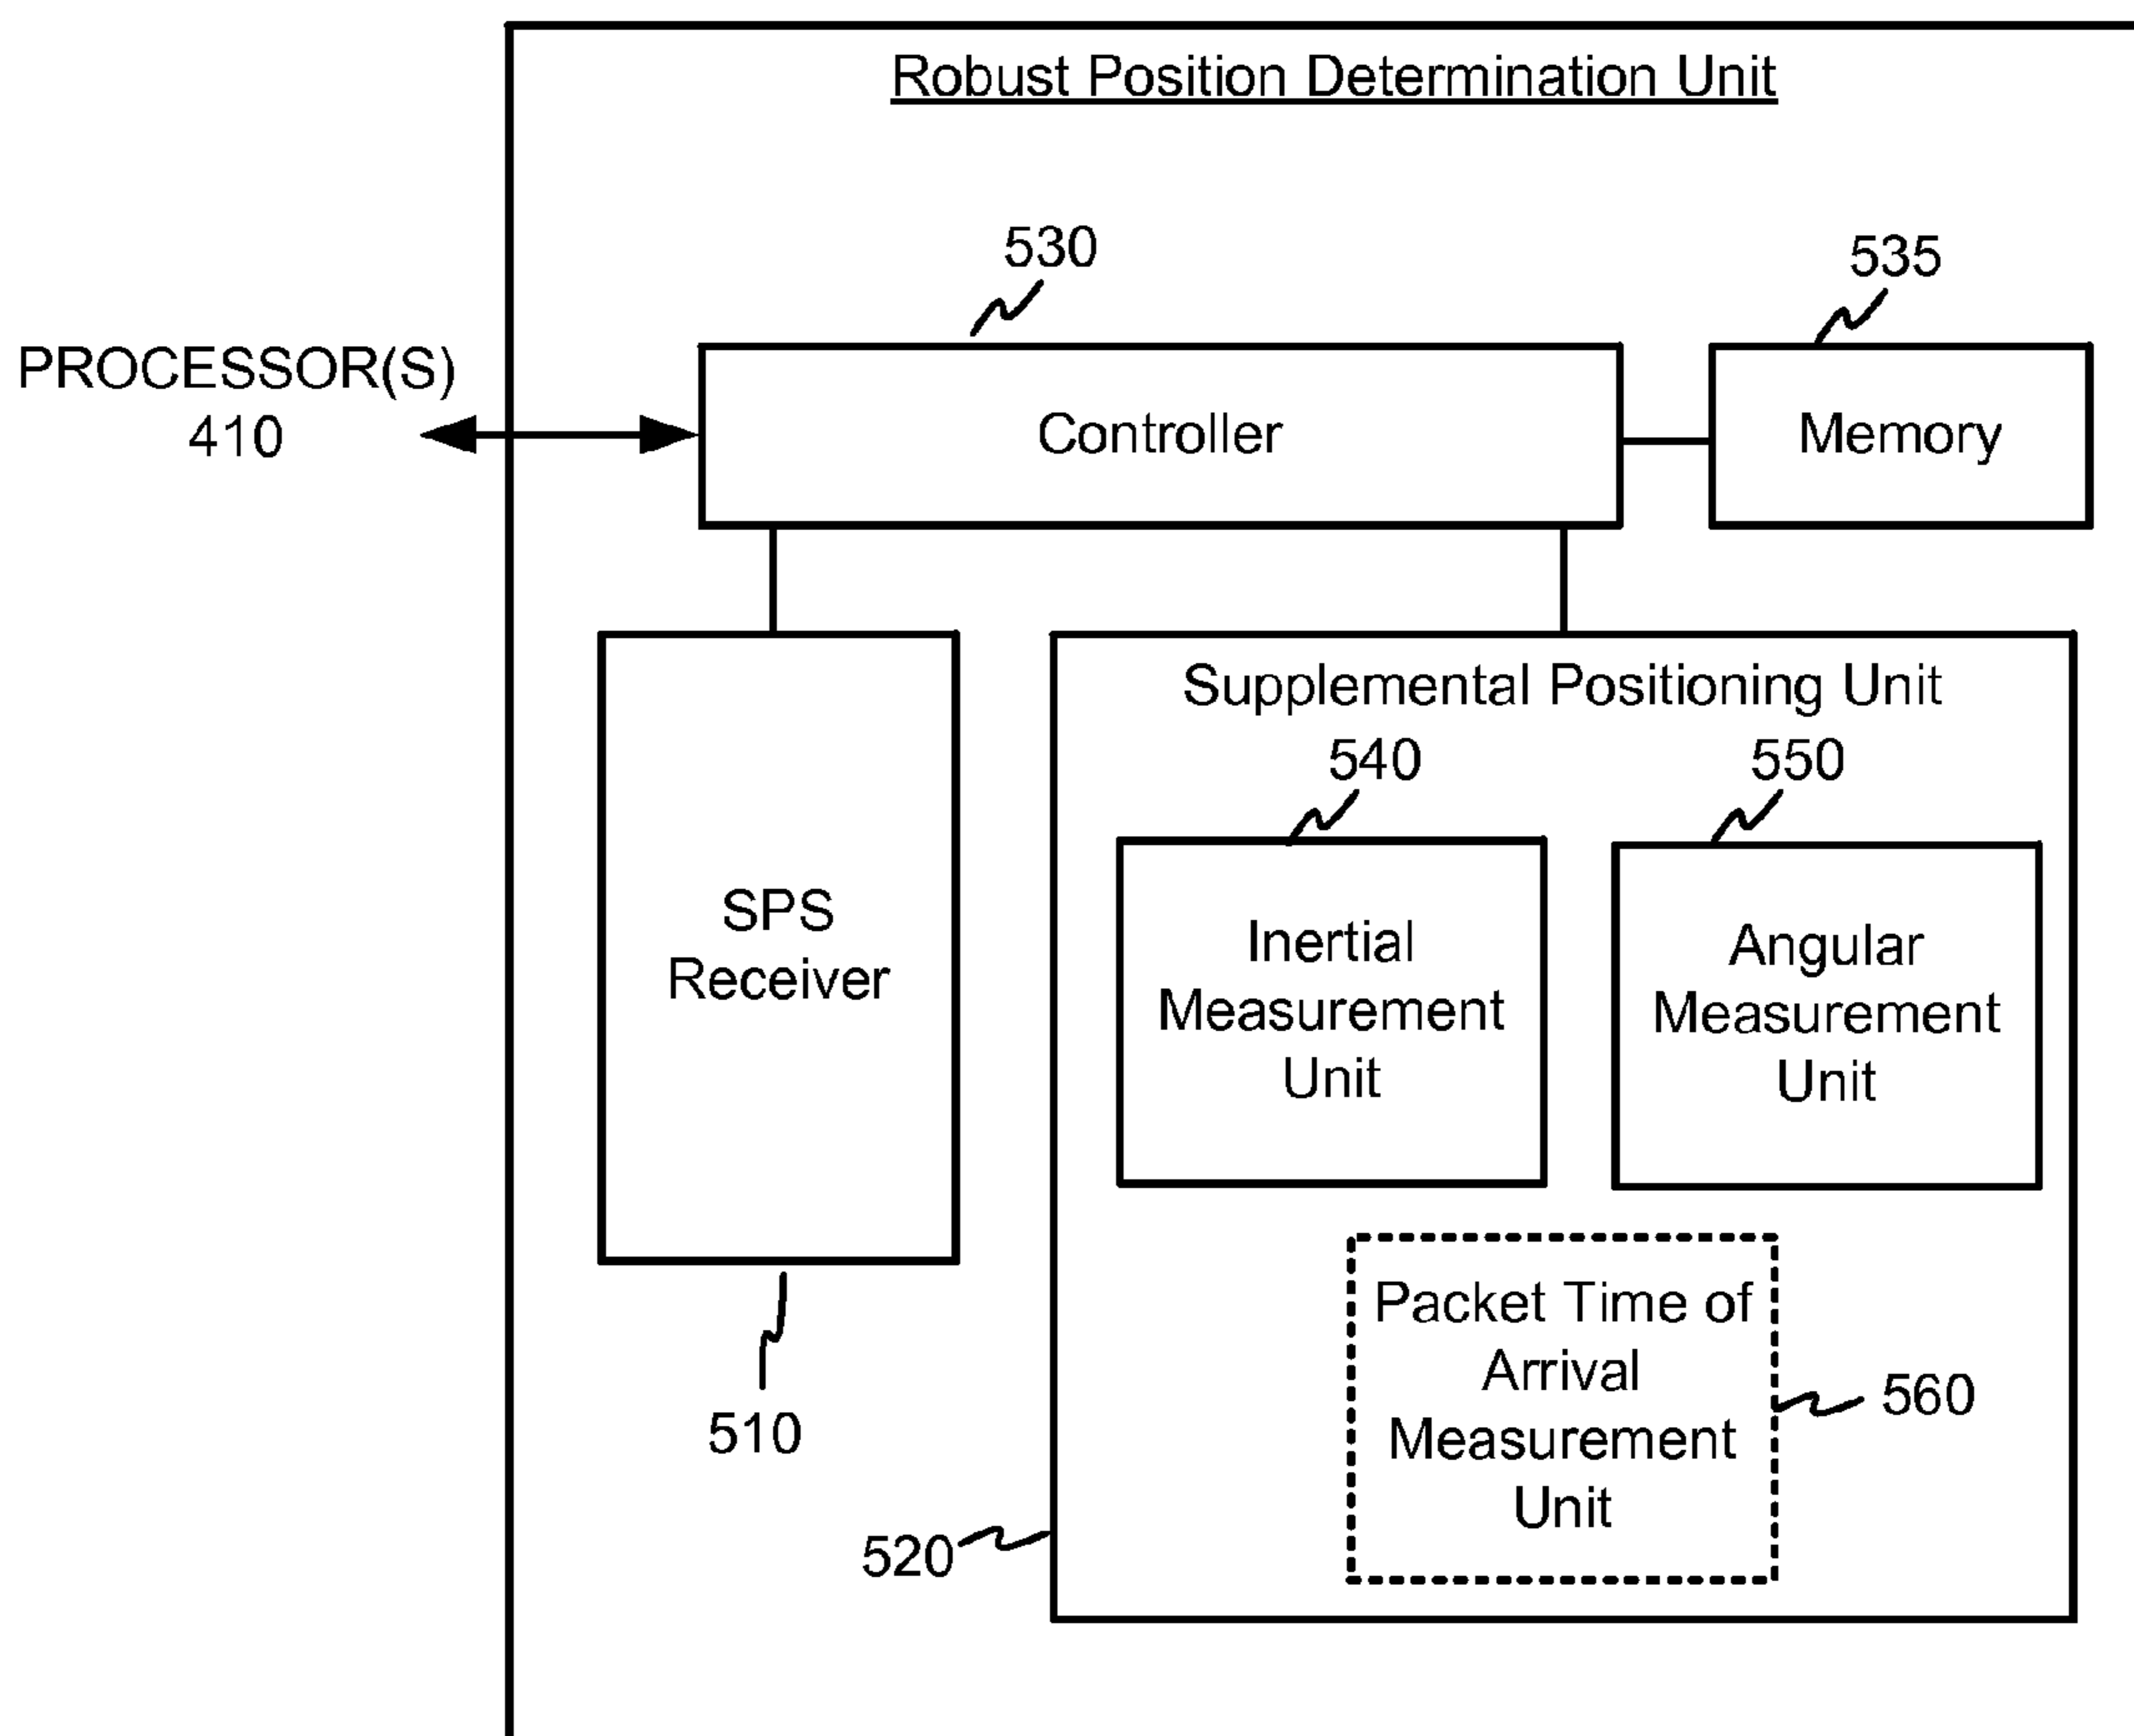 Robust Position Determination Unit
530
535
PROCESSOR(S)
410
Controller
Memory
Supplemental Positioning Unit
540
550
SPS
Receiver
Inertial
Measurement
Unit
Angular
Measurement
Unit
Packet Time of
Arrival
Measurement
Unit
560
510
520